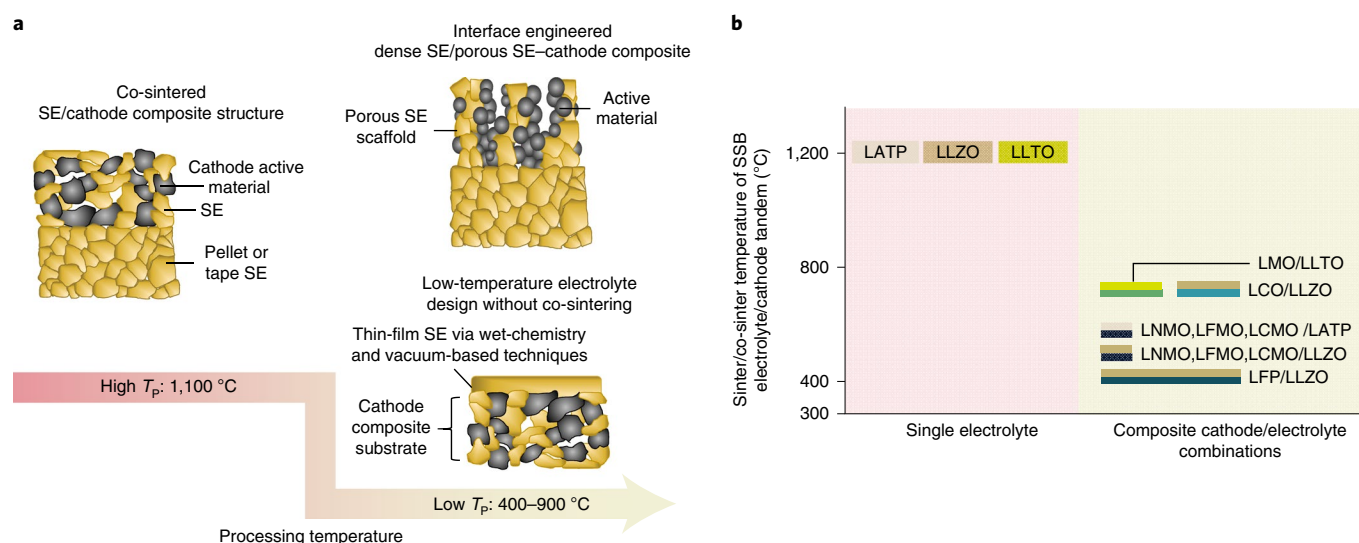 a
Co-sintered
SE/cathode composite structure
Cathode active
material
SE
Pellet or
tape SE
Interface engineered
dense SE/porous SE–cathode composite
Porous SE
scaffold
Active
material
Low-temperature electrolyte
design without co-sintering
Thin-film SE via wet-chemistry
and vacuum-based techniques
Cathode
composite
substrate
High TP: 1,100 °C
Low TP: 400–900 °C
Processing temperature
b
Sinter/co-sinter temperature of SSB
electrolyte/cathode tandem (°C)
1,200
800
400
300
LATP
LLZO
LLTO
LMO/LLTO
LCO/LLZO
LNMO,LFMO,LCMO /LATP
LNMO,LFMO,LCMO/LLZO
LFP/LLZO
Single electrolyte
Composite cathode/electrolyte
combinations